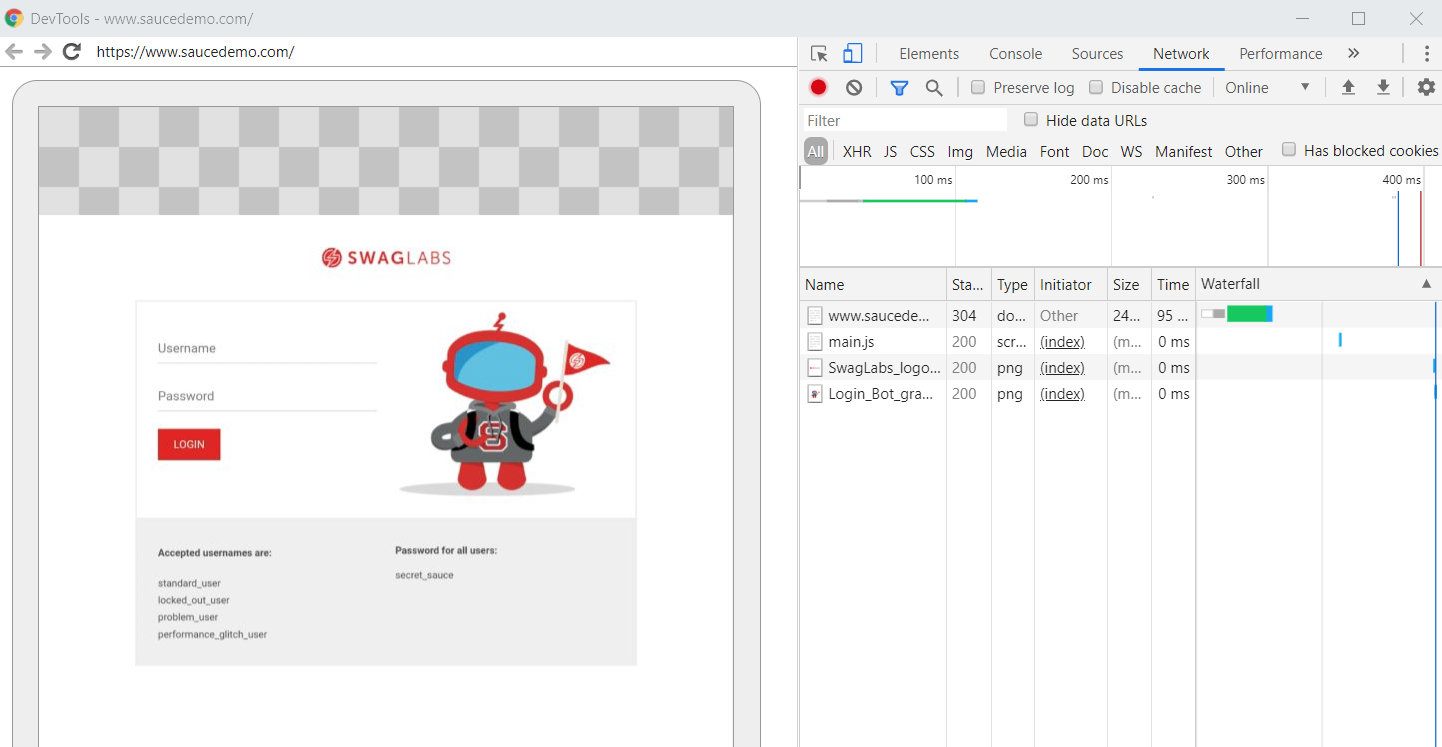 DevTools - www.saucedemo.com/
https://www.saucedemo.com/
SWAGLABS
Username
Password
LOGIN
S
Accepted usernames are:
standard_user
locked_out_user
problem_user
performance_glitch_user
Password for all users:
secret_sauce
Elements Console Sources Network Performance »
Preserve log Disable cache Online
Filter Hide data URLs
All XHR JS CSS Img Media Font Doc WS Manifest Other Has blocked cookies
100 ms 200 ms 300 ms 400 ms
Name Sta... Type Initiator Size Time Waterfall
www.saucede... 304 do... Other 24... 95 ...
main.js 200 scr... (index) (m... 0 ms
SwagLabs_logo... 200 png (index) (m... 0 ms
Login_Bot_gra... 200 png (index) (m... 0 ms